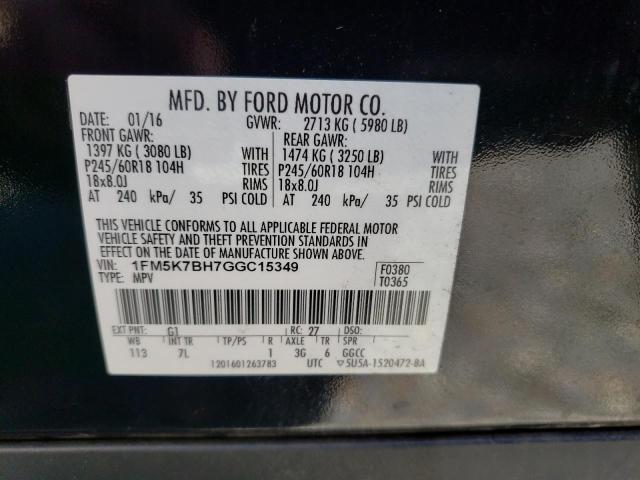 MFD. BY FORD MOTOR CO.
DATE: 01/16 GVWR: 2713 KG ( 5980 LB)
FRONT GAWR: REAR GAWR:
1397 KG ( 3080 LB) WITH 1474 KG ( 3250 LB) WITH
P245/60R18 104H TIRES P245/60R18 104H TIRES
18x8.0J RIMS 18x8.0J RIMS
AT 240 kPa/ 35 PSI COLD AT 240 kPa/ 35 PSI COLD
THIS VEHICLE CONFORMS TO ALL APPLICABLE FEDERAL MOTOR
VEHICLE SAFETY AND THEFT PREVENTION STANDARDS IN
EFFECT ON THE DATE OF MANUFACTURE SHOWN ABOVE.
VIN: 1FM5K7BH7GGC15349 F0380
TYPE: MPV T0365
EXT PNT: G1 RC: 27 DSO:
WB INT TR TP/PS R AXLE TR SPR
113 7L 1 3G 6 GGCC
1201601263783 UTC ▽5U5A-1520472-BA